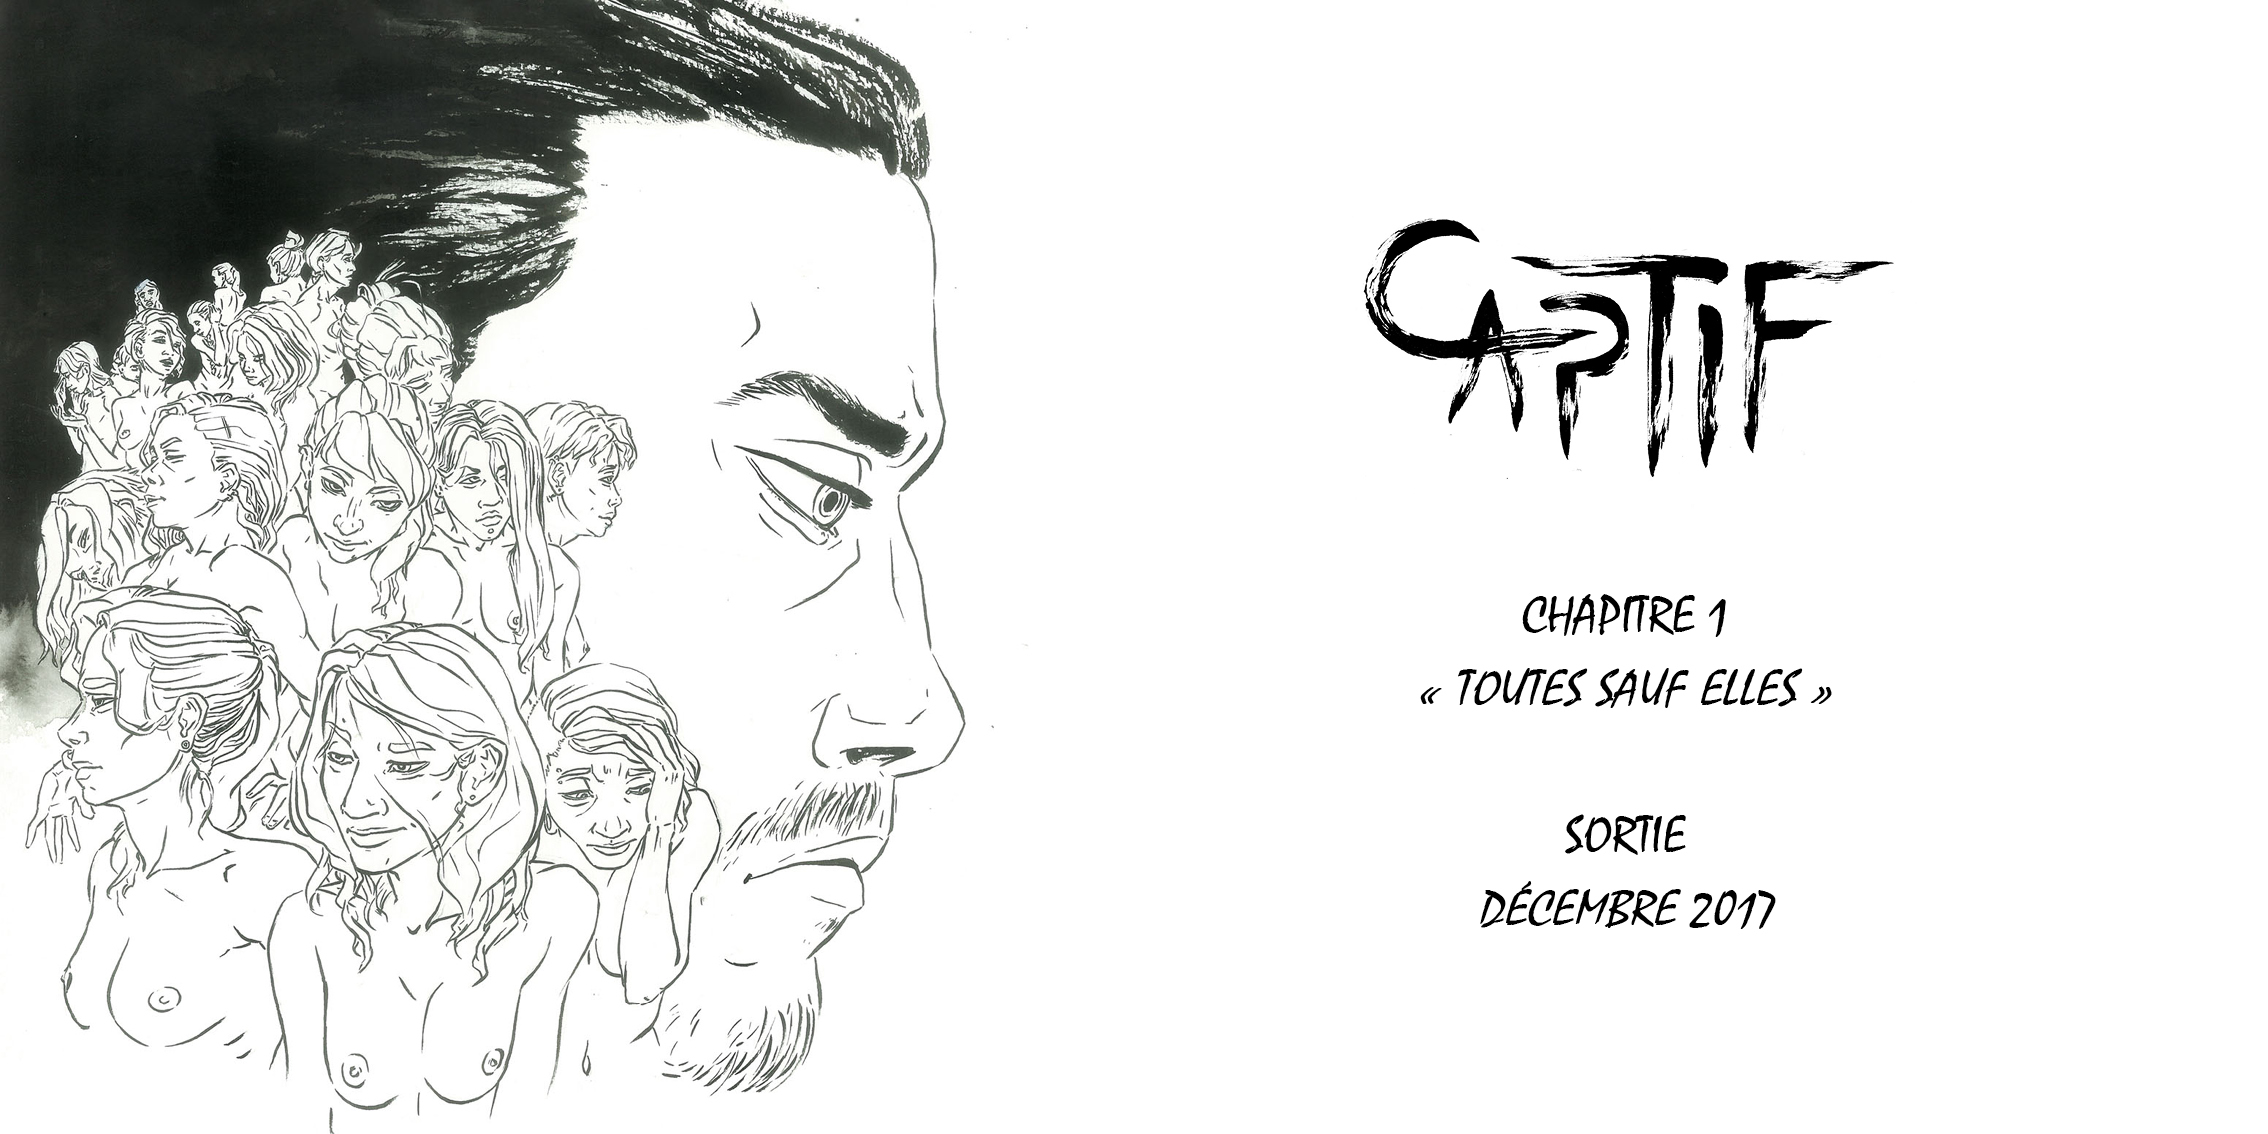 CAPTIF
CHAPITRE 1
« TOUTES SAUF ELLES »
SORTIE
DÉCEMBRE 2017